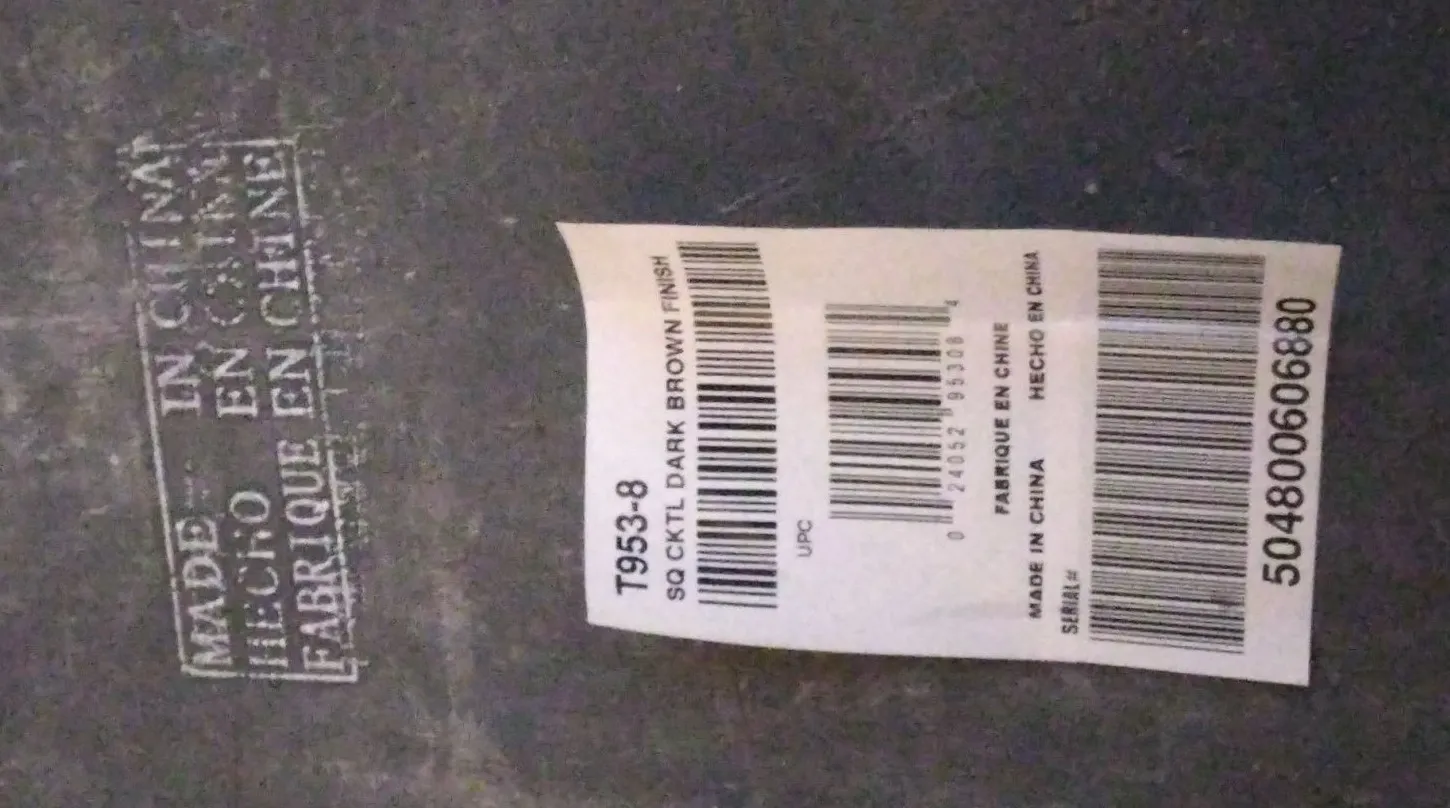 MADE IN CHINA
HECHO EN CHINA
FABRIQUE EN CHINE
T953-8
SQ CKTL DARK BROWN FINISH
UPC
0 24052 95308 4
FABRIQUE EN CHINE
MADE IN CHINA HECHO EN CHINA
SERIAL#
504800606880